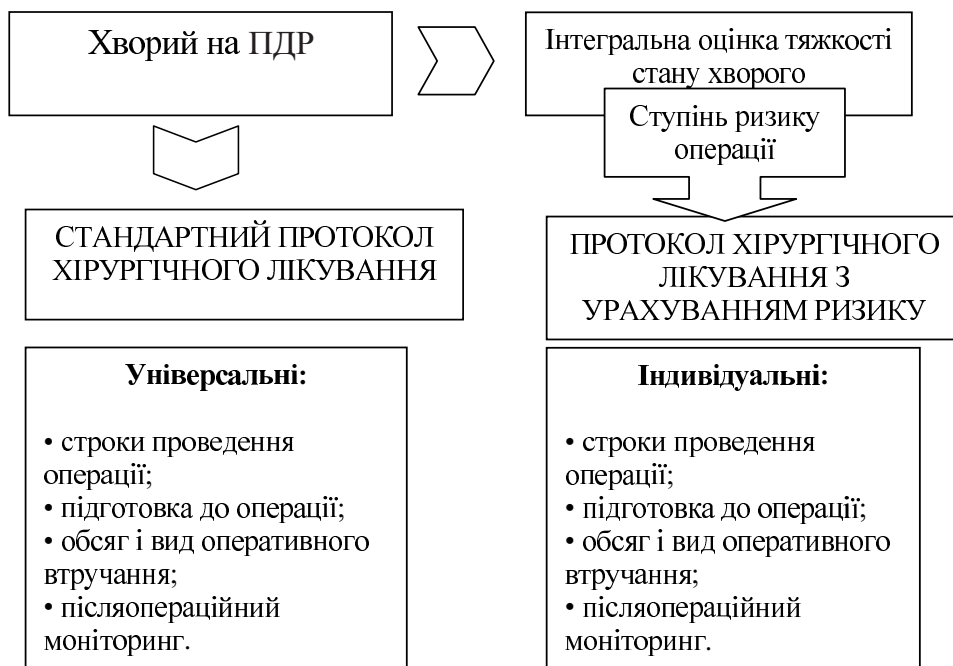 Хворий на ПДР
Інтегральна оцінка тяжкості
стану хворого
Ступінь ризику
операції
СТАНДАРТНИЙ ПРОТОКОЛ
ХІРУРГІЧНОГО ЛІКУВАННЯ
ПРОТОКОЛ ХІРУРГІЧНОГО
ЛІКУВАННЯ З
УРАХУВАННЯМ РИЗИКУ
Універсальні:
• строки проведення
операції;
• підготовка до операції;
• обсяг і вид оперативного
втручання;
• післяопераційний
моніторинг.
Індивідуальні:
• строки проведення
операції;
• підготовка до операції;
• обсяг і вид оперативного
втручання;
• післяопераційний
моніторинг.